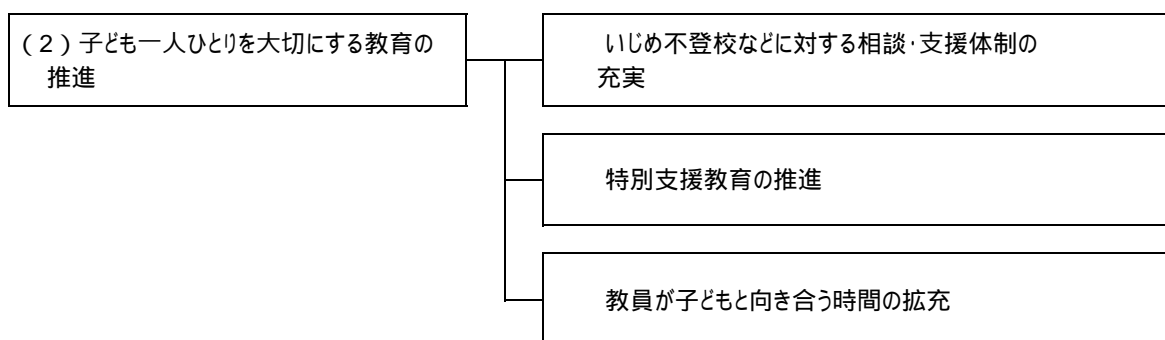 （２）子ども一人ひとりを大切にする教育の
推進
いじめ不登校などに対する相談・支援体制の
充実
特別支援教育の推進
教員が子どもと向き合う時間の拡充